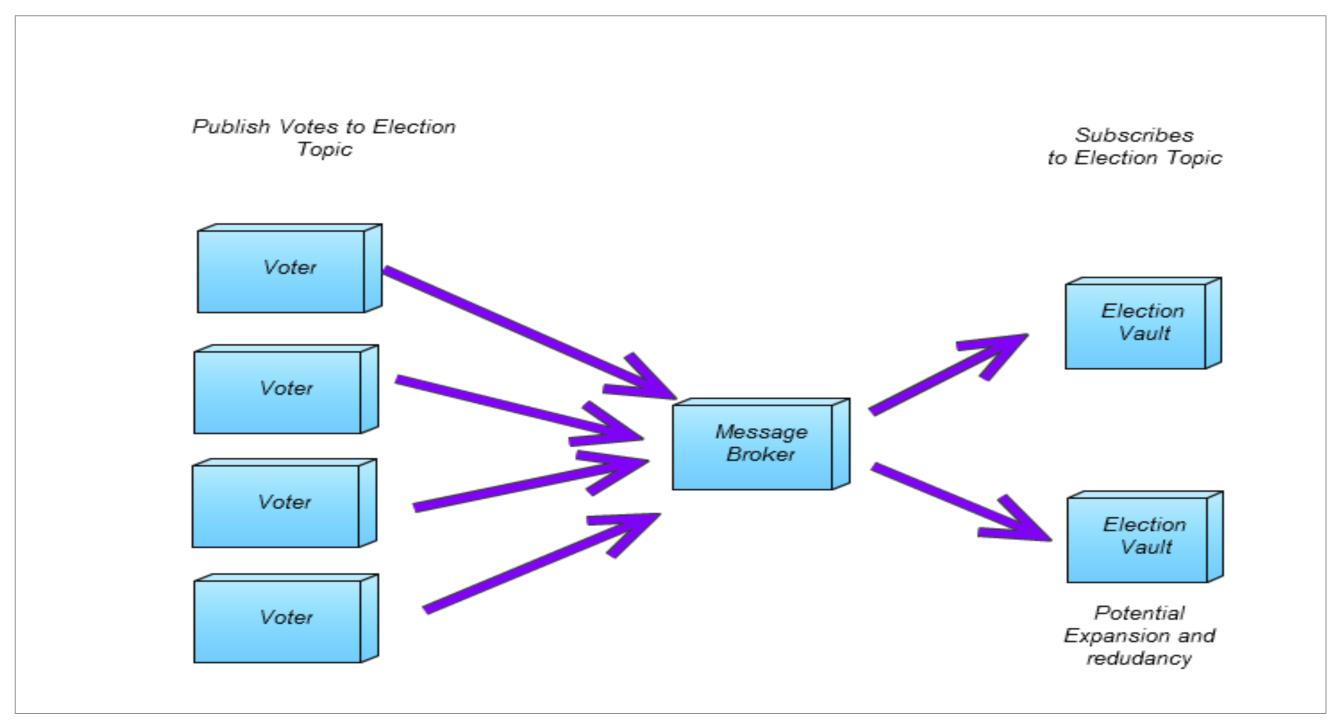 Publish Votes to Election
Topic
Subscribes
to Election Topic
Voter
Voter
Voter
Voter
Message
Broker
Election
Vault
Election
Vault
Potential
Expansion and
redudancy